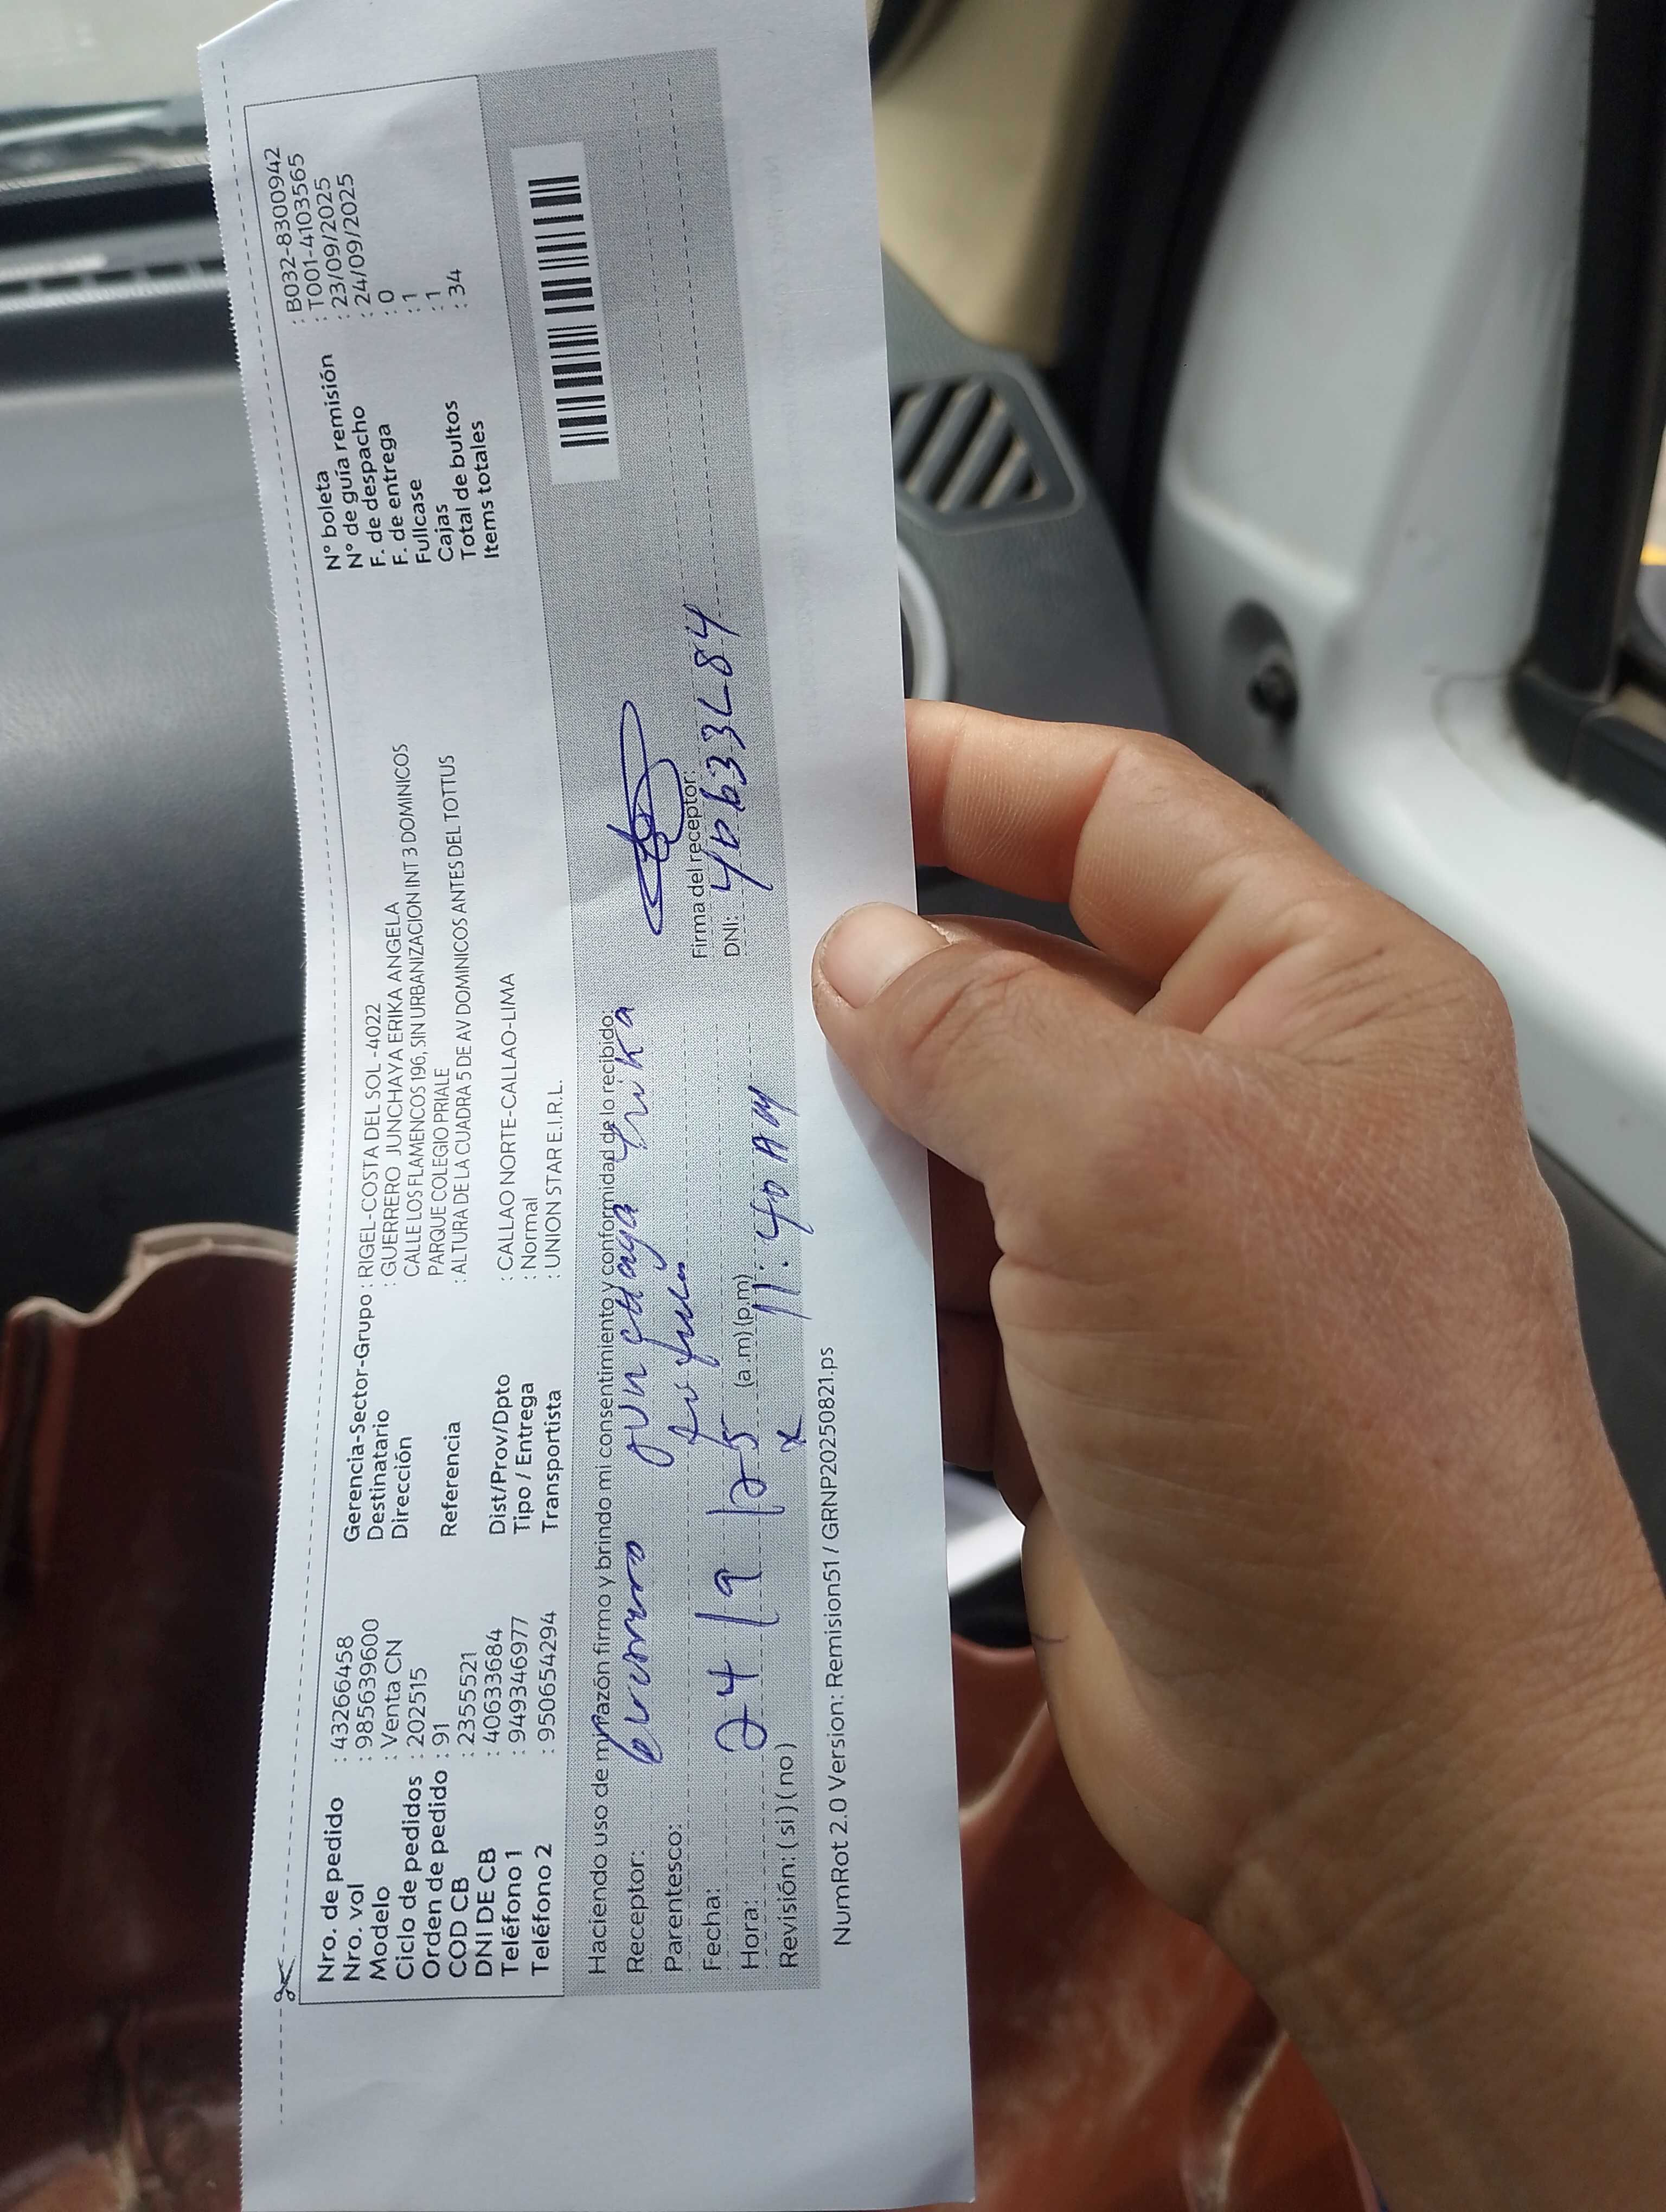 Nro. de pedido : 43266458
Nro. vol : 985639600
Modelo : Venta CN
Ciclo de pedidos : 202515
Orden de pedido : 91
COD CB : 2355521
DNI DE CB : 40633684
Teléfono 1 : 949346977
Teléfono 2 : 950654294
Gerencia-Sector-Grupo : RIGEL-COSTA DEL SOL -4022
Destinatario : GUERRERO JUNCHAYA ERIKA ANGELA
Dirección CALLE LOS FLAMENCOS 196, SIN URBANIZACION INT 3 DOMINICOS
PARQUE COLEGIO PRIALE
Referencia : ALTURA DE LA CUADRA 5 DE AV DOMINICOS ANTES DEL TOTTUS
Dist/Prov/Dpto : CALLAO NORTE-CALLAO-LIMA
Tipo / Entrega : Normal
Transportista : UNION STAR E.I.R.L.
N° boleta : B032-8300942
N° de guía remisión : T001-4103565
F. de despacho : 23/09/2025
F. de entrega : 24/09/2025
Fullcase : 0
Cajas : 1
Total de bultos : 1
Items totales : 34
Haciendo uso de mi razón firmo y brindo mi consentimiento y conformidad de lo recibido:
Receptor: Guerrero Junchaya Erika
Parentesco:
Fecha: 24/9/25
Hora: (a.m) (p.m) 11:40 AM
Revisión: ( si ) ( no ) x
Firma del receptor:
DNI: 40633684
NumRot 2.0 Version: Remision51 / GRNP20250821.ps